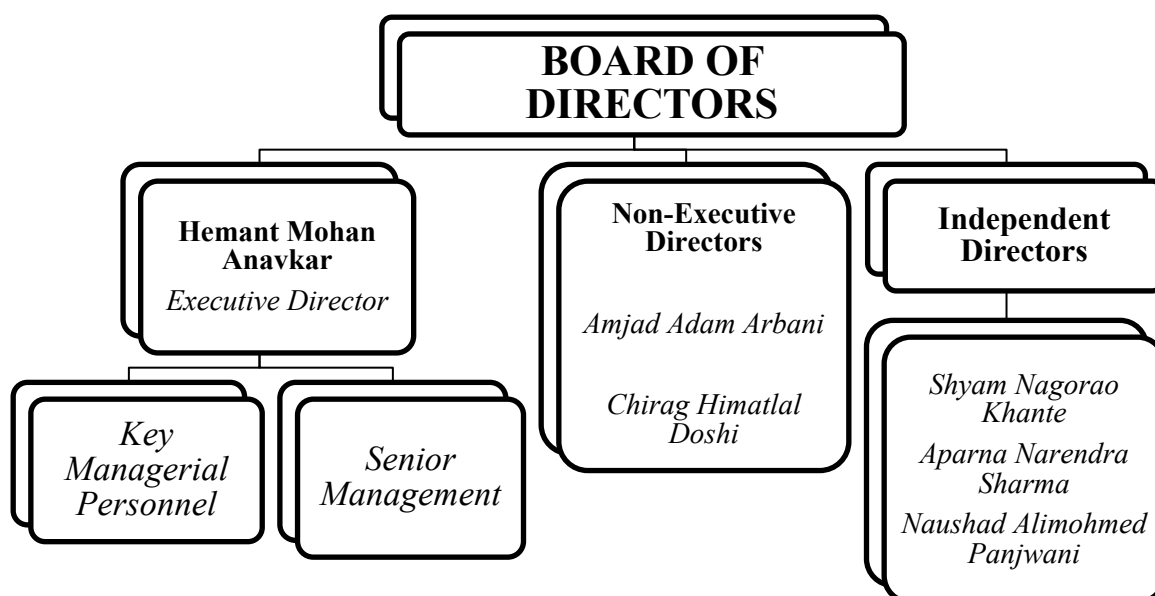 BOARD OF
DIRECTORS
Hemant Mohan
Anavkar
Executive Director
Key
Managerial
Personnel
Senior
Management
Non-Executive
Directors
Amjad Adam Arbani
Chirag Himatlal
Doshi
Independent
Directors
Shyam Nagorao
Khante
Aparna Narendra
Sharma
Naushad Alimohmed
Panjwani